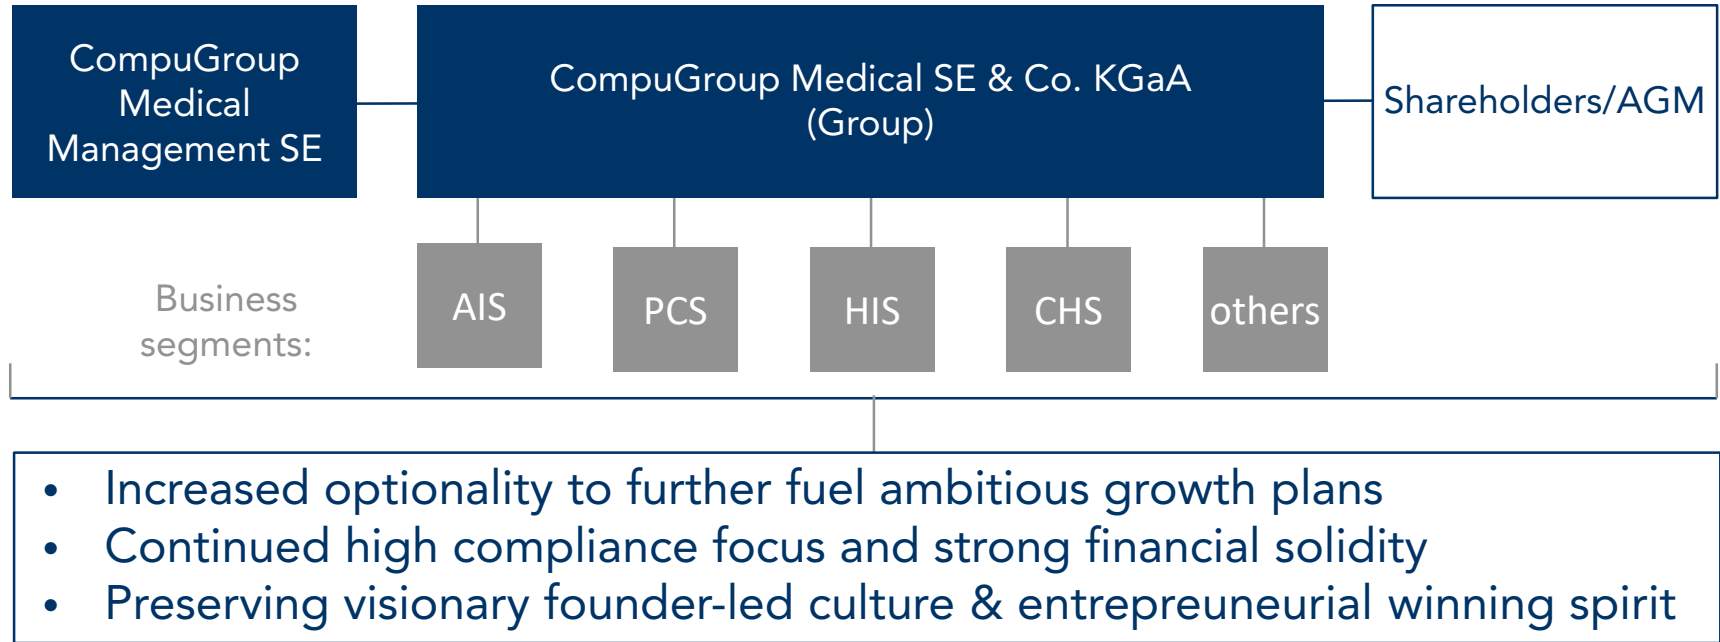 CompuGroup
Medical
Management SE
CompuGroup Medical SE & Co. KGaA
(Group)
Shareholders/AGM
Business
segments:
AIS
PCS
HIS
CHS
others
• Increased optionality to further fuel ambitious growth plans
• Continued high compliance focus and strong financial solidity
• Preserving visionary founder-led culture & entrepreuneurial winning spirit